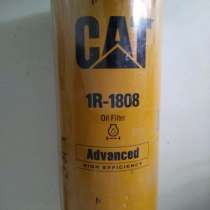 CAT
1R-1808
Oil Filter
Advanced
HIGH EFFICIENCY